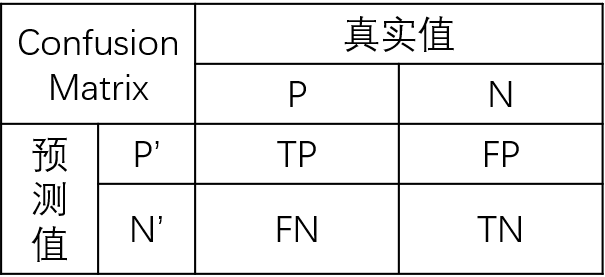 Confusion
Matrix
真实值
P
N
预
测
值
P’
TP
FP
N’
FN
TN